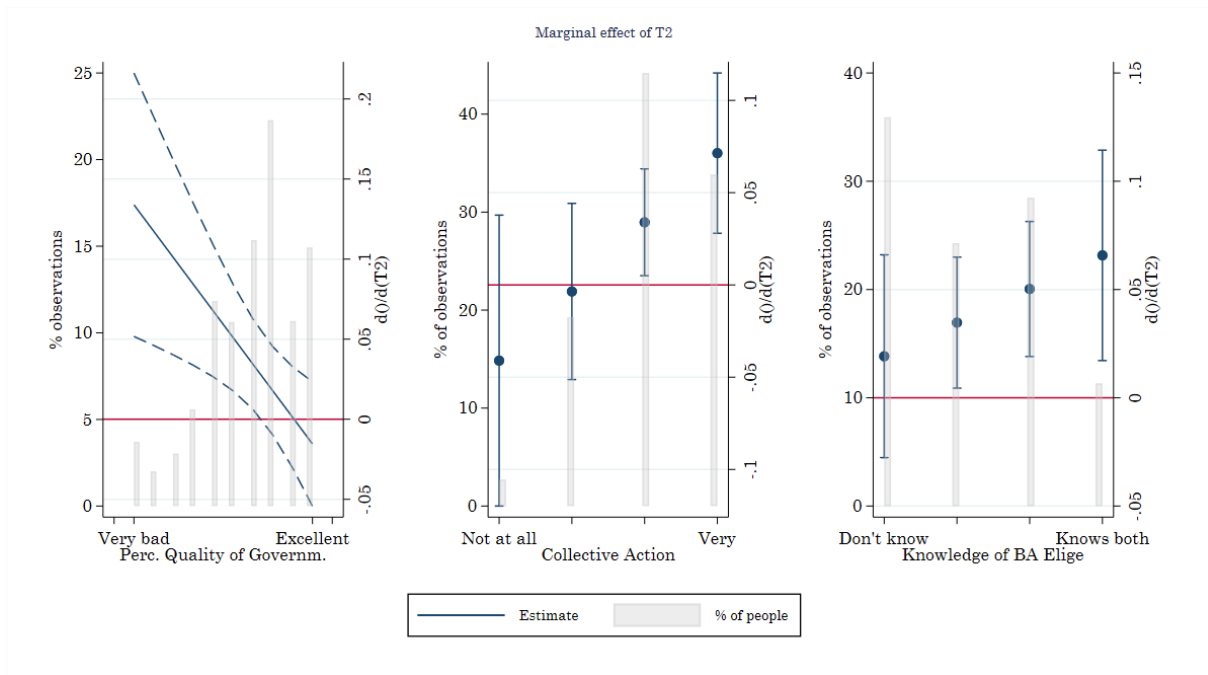 Marginal effect of T2
% observations
25
20
15
10
5
0
.2
.15
.1
.05
0
-.05
d()/d(T2)
Very bad
Excellent
Perc. Quality of Governm.
% of observations
40
30
20
10
0
.1
.05
0
-.05
-.1
d()/d(T2)
Not at all
Very
Collective Action
% of observations
40
30
20
10
0
.15
.1
.05
0
-.05
d()/d(T2)
Don't know
Knows both
Knowledge of BA Elige
Estimate
% of people